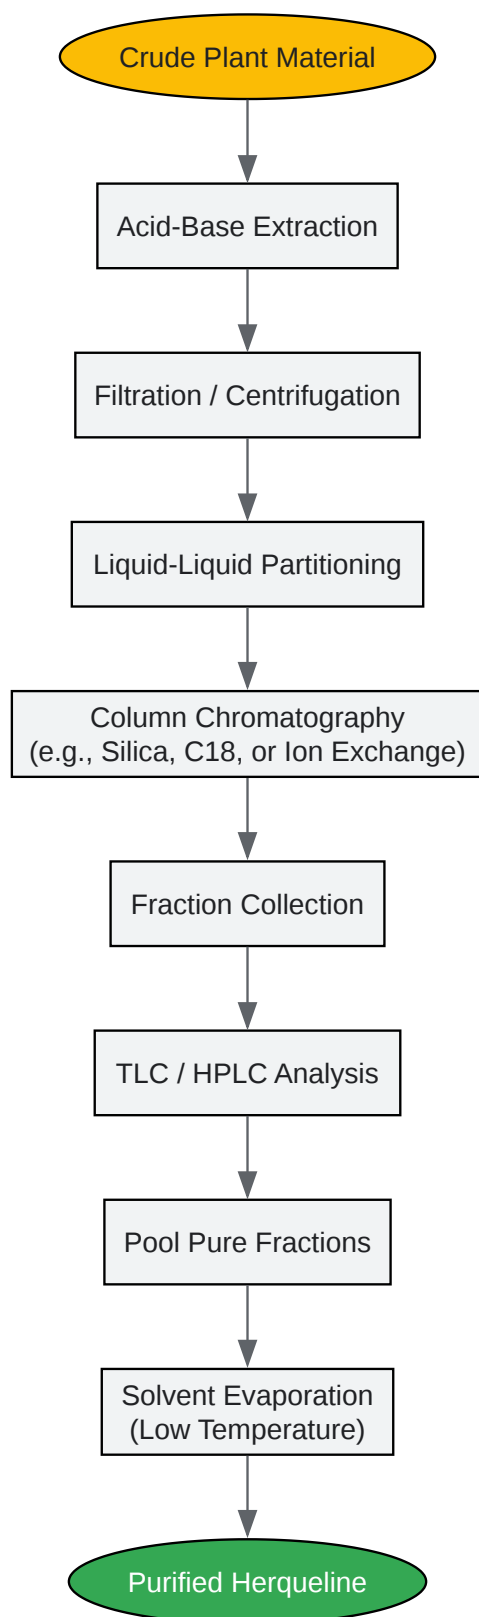 Crude Plant Material
Acid-Base Extraction
Filtration / Centrifugation
Liquid-Liquid Partitioning
Column Chromatography
(e.g., Silica, C18, or Ion Exchange)
Fraction Collection
TLC / HPLC Analysis
Pool Pure Fractions
Solvent Evaporation
(Low Temperature)
Purified Herqueline